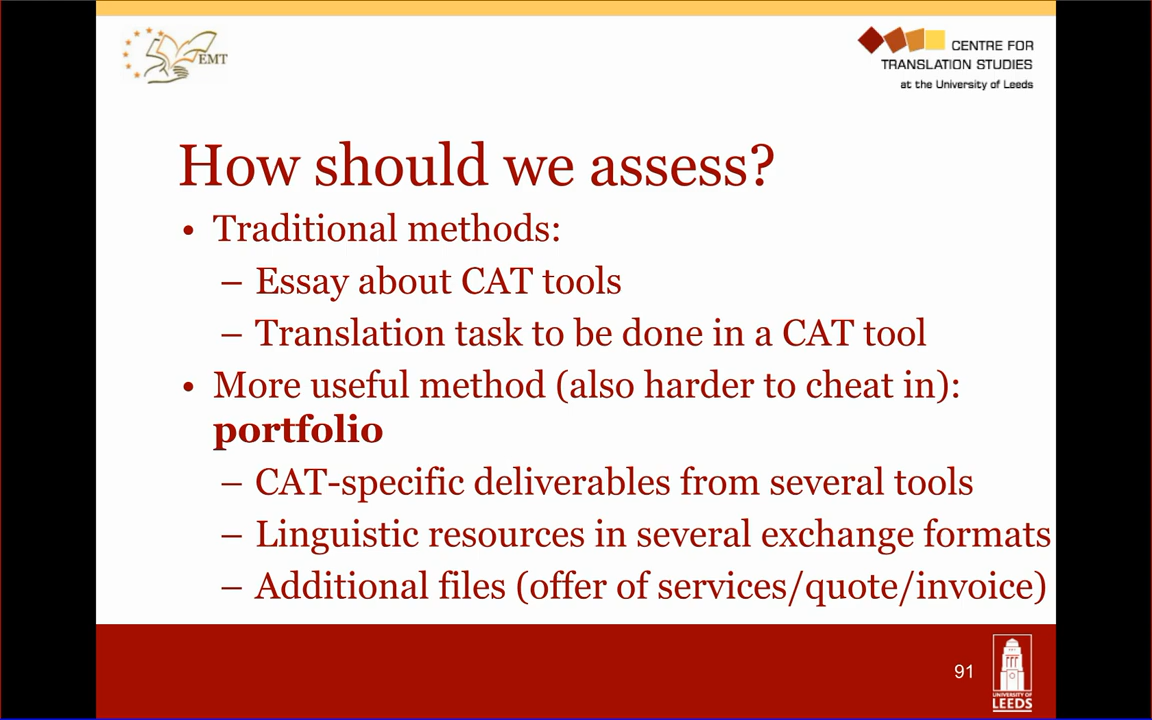 EMT
CENTRE FOR
TRANSLATION STUDIES
at the University of Leeds
How should we assess?
• Traditional methods:
– Essay about CAT tools
– Translation task to be done in a CAT tool
• More useful method (also harder to cheat in):
portfolio
– CAT-specific deliverables from several tools
– Linguistic resources in several exchange formats
– Additional files (offer of services/quote/invoice)
91
UNIVERSITY OF
LEEDS